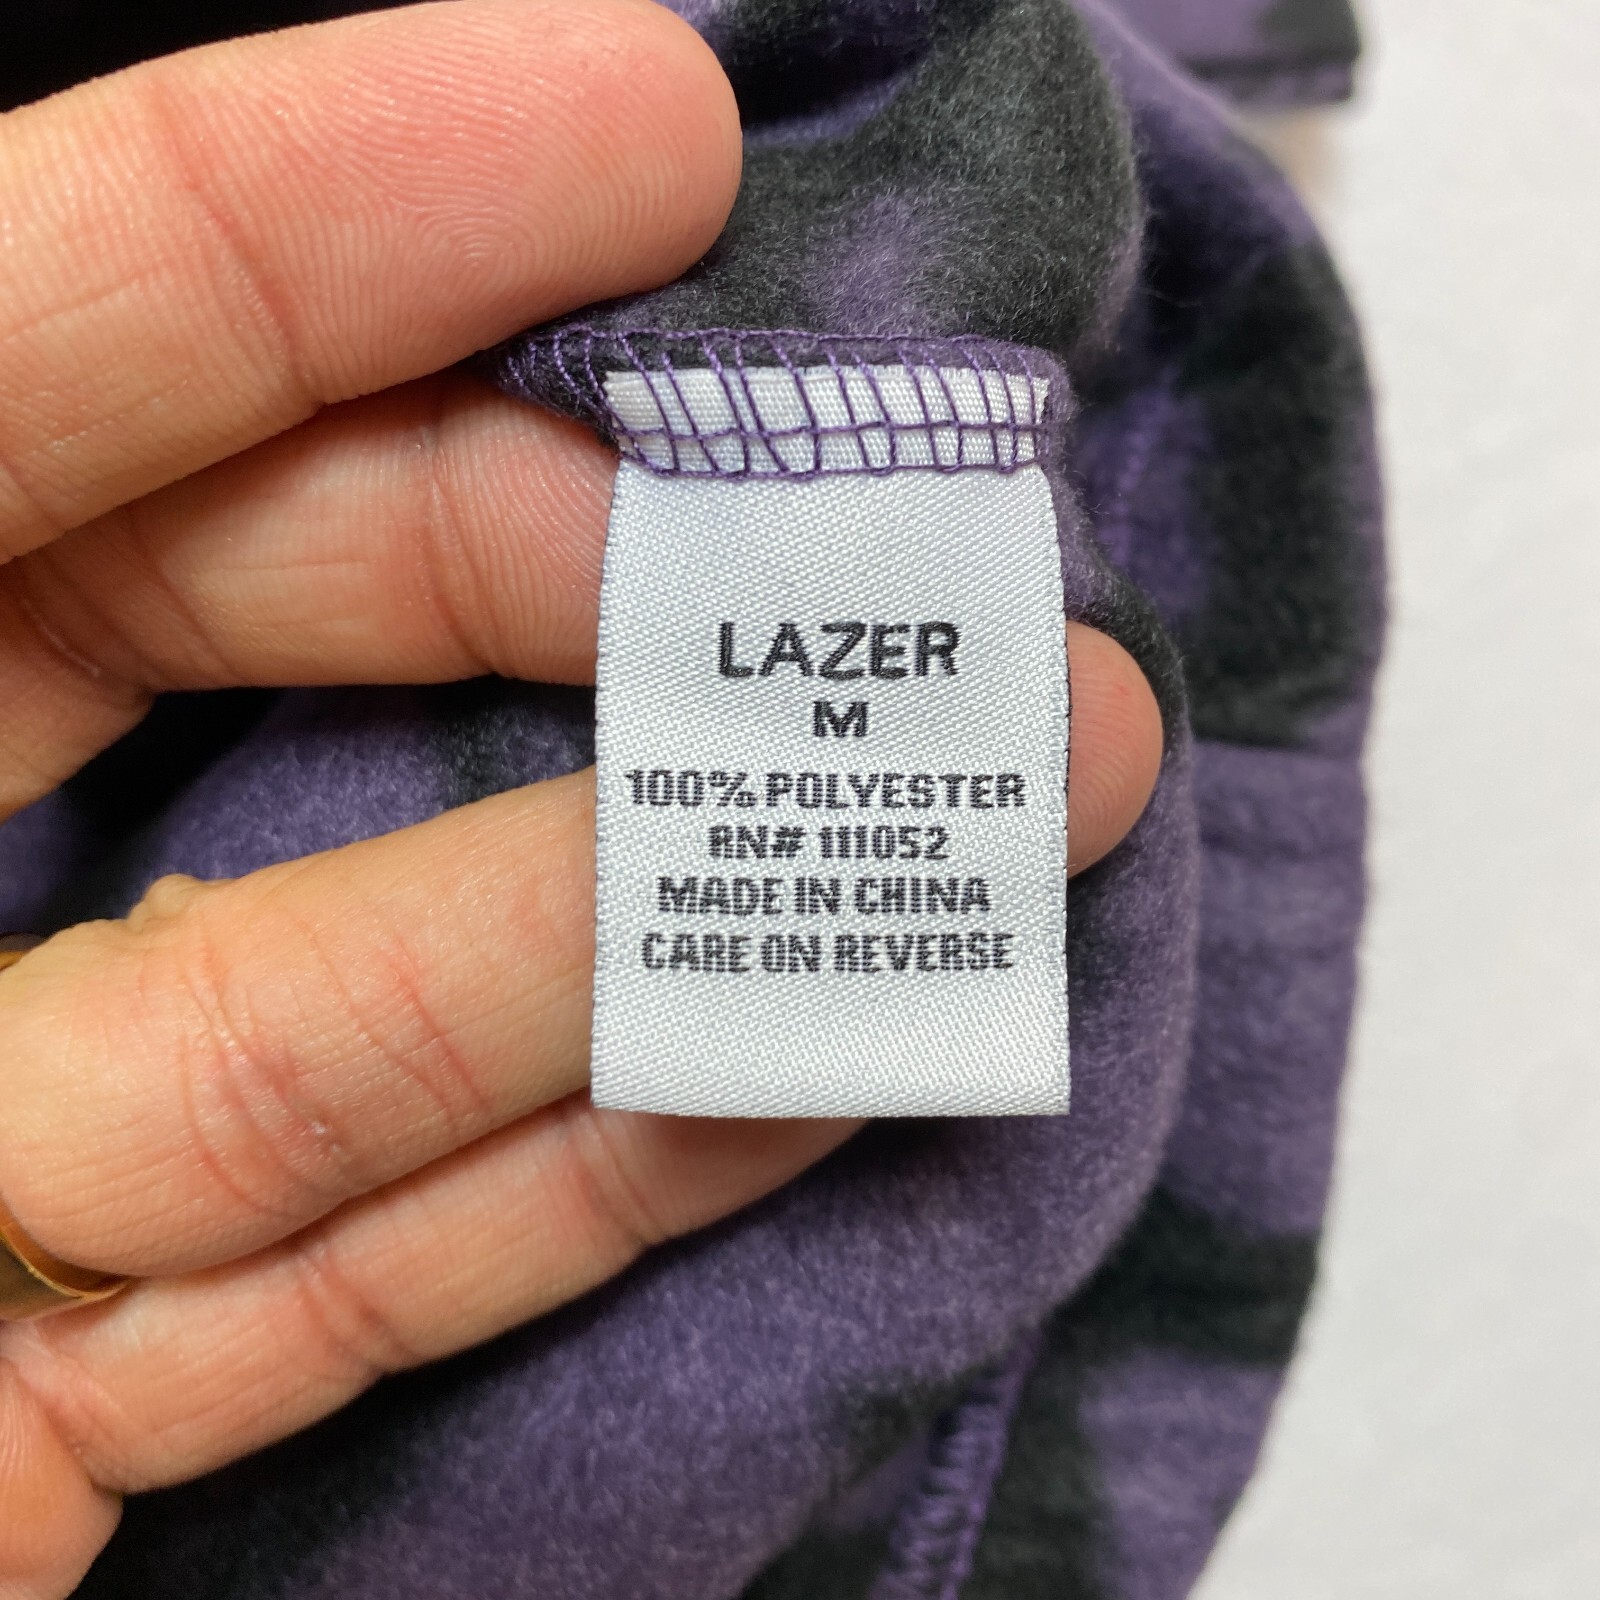 LAZER
M
100% POLYESTER
RN# 111052
MADE IN CHINA
CARE ON REVERSE